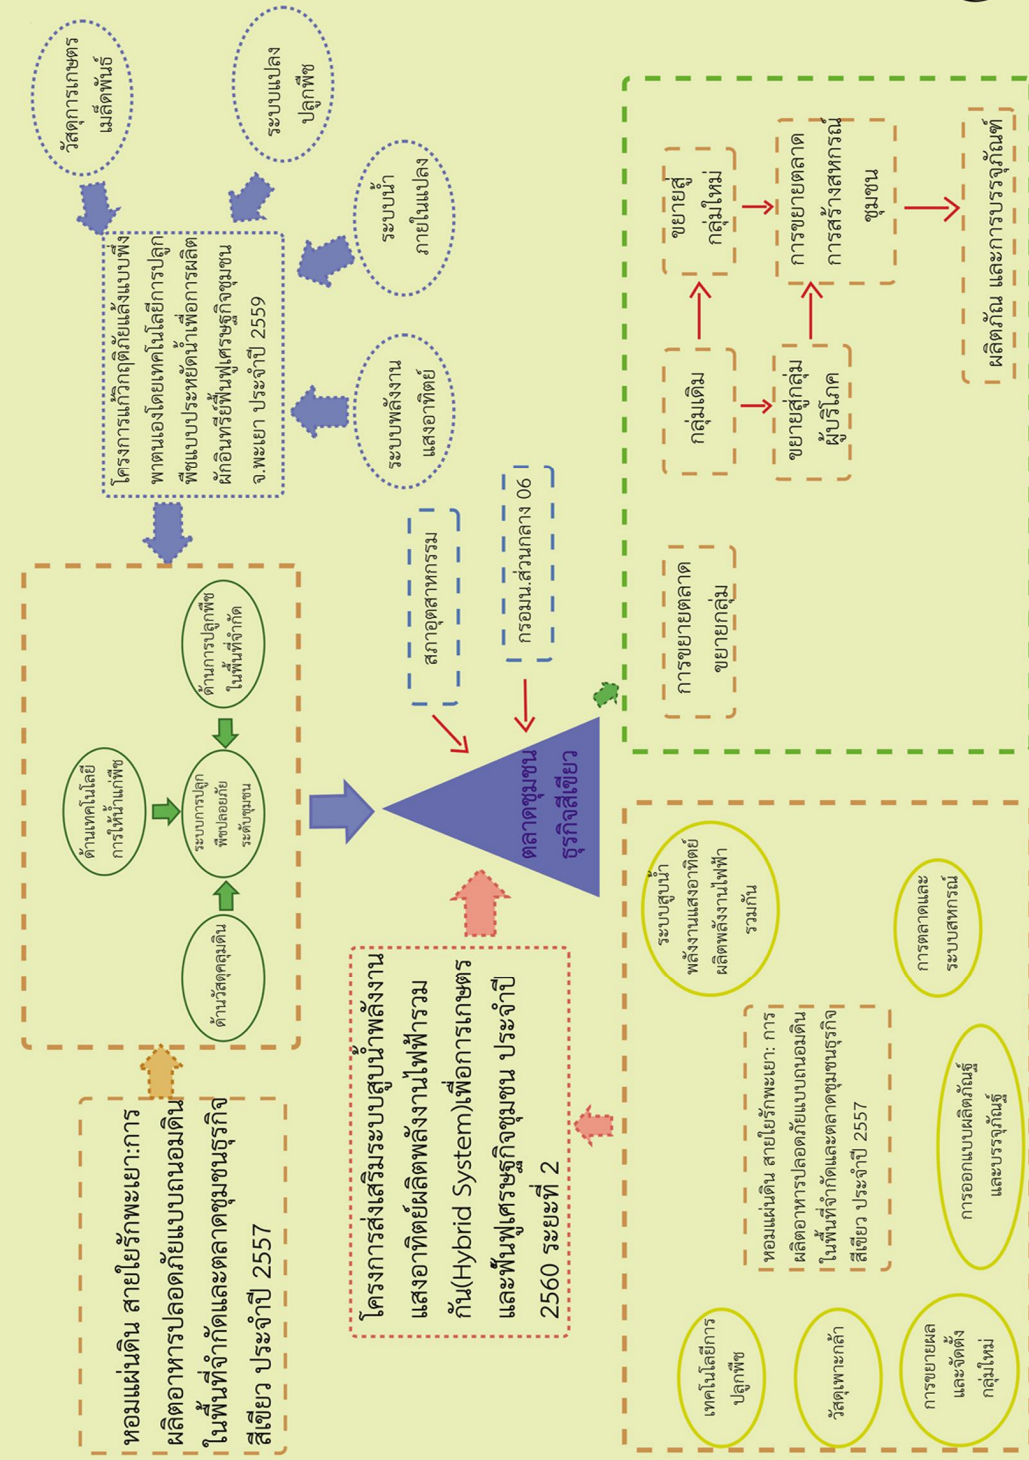 หอมแผ่นดิน สายใยรักพะเยา:การ
ผลิตอาหารปลอดภัยแบบถนอมดิน
ในพื้นที่จำกัดและตลาดชุมชนธุรกิจ
สีเขียว ประจำปี 2557
ด้านเทคโนโลยี
การให้น้ำแก่พืช
ด้านวัสดุคลุมดิน
ระบบการปลูก
พืชปลอยภัย
ระดับชุมชน
ด้านการปลูกพืช
ในพื้นที่จำกัด
โครงการแก้วิกฤติภัยแล้งแบบพึ่ง
พาตนเองโดยเทคโนโลยีการปลูก
พืชแบบประหยัดน้ำเพื่อการผลิต
ผักอินทรีย์ฟื้นฟูเศรษฐกิจชุมชน
จ.พะเยา ประจำปี 2559
วัสดุการเกษตร
เมล็ดพันธ์
ระบบแปลง
ปลูกพืช
ระบบน้ำ
ภายในแปลง
ระบบพลังงาน
แสงอาทิตย์
โครงการส่งเสริมระบบสูบน้ำพลังงาน
แสงอาทิตย์ผลิตพลังงานไฟฟ้ารวม
กัน(Hybrid System)เพื่อการเกษตร
และฟื้นฟูเศรษฐกิจชุมชน ประจำปี
2560 ระยะที่ 2
ตลาดชุมชน
ธุรกิจสีเขียว
สภาอุตสาหกรรม
กรอมน.ส่วนกลาง 06
เทคโนโลยีการ
ปลูกพืช
วัสดุเพาะกล้า
การขยายผล
และจัดตั้ง
กลุ่มใหม่
หอมแผ่นดิน สายใยรักพะเยา: การ
ผลิตอาหารปลอดภัยแบบถนอมดิน
ในพื้นที่จำกัดและตลาดชุมชนธุรกิจ
สีเขียว ประจำปี 2557
ระบบสูบน้ำ
พลังงานแสงอาทิตย์
ผลิตพลังงานไฟฟ้า
รวมกัน
การตลาดและ
ระบบสหกรณ์
การออกแบบผลิตภัณฐ์
และบรรจุภัณฐ์
การขยายตลาด
ขยายกลุ่ม
กลุ่มเดิม
ขยายสู่
กลุ่มใหม่
ขยายสู่กลุ่ม
ผู้บริโภค
การขยายตลาด
การสร้างสหกรณ์
ชุมชน
ผลิตภัณ และการบรรจุภัณฑ์